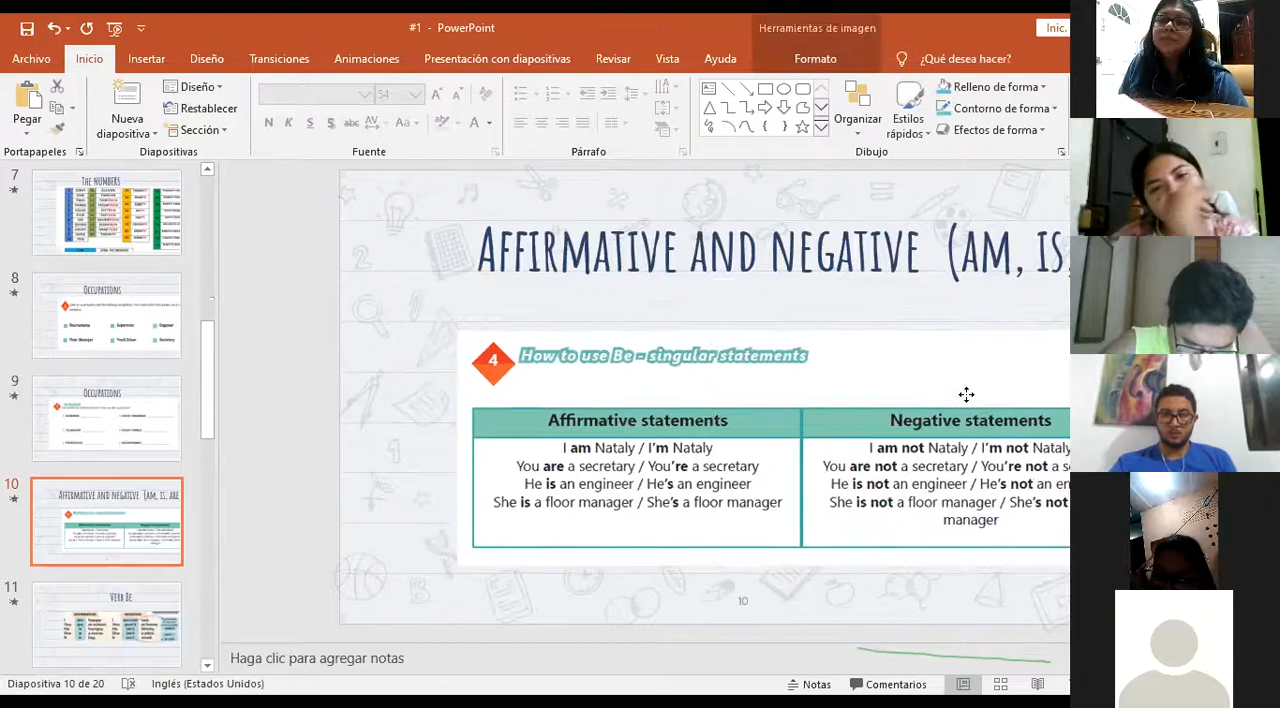 #1 - PowerPoint
Herramientas de imagen
Inic.
Archivo
Inicio
Insertar
Diseño
Transiciones
Animaciones
Presentación con diapositivas
Revisar
Vista
Ayuda
Formato
¿Qué desea hacer?
Pegar
Nueva
diapositiva
Diseño
Restablecer
Sección
54
N K S S abc AV Aa A
Organizar
Estilos
rápidos
Relleno de forma
Contorno de forma
Efectos de forma
Portapapeles
Diapositivas
Fuente
Párrafo
Dibujo
7
The Numbers
8
Occupations
9
Occupations
10
Affirmative and negative (am, is, are
11
Verb Be
Affirmative and negative (am, is,
4
How to use Be - singular statements
Affirmative statements
I am Nataly / I'm Nataly
You are a secretary / You're a secretary
He is an engineer / He's an engineer
She is a floor manager / She's a floor manager
Negative statements
I am not Nataly / I'm not Nataly
You are not a secretary / You're not a s
He is not an engineer / He's not an en
She is not a floor manager / She's not
manager
10
Haga clic para agregar notas
Diapositiva 10 de 20
Inglés (Estados Unidos)
Notas
Comentarios